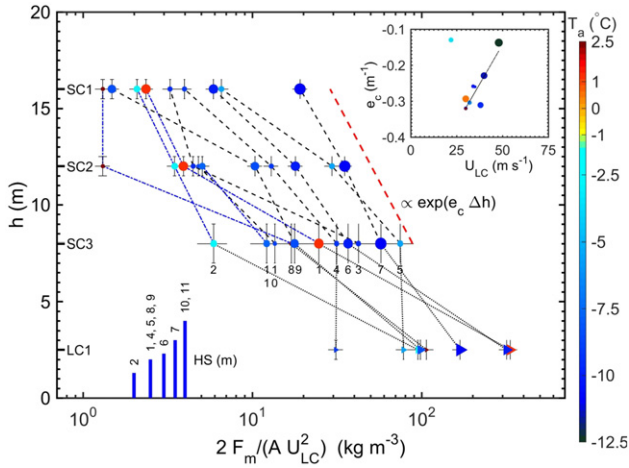 T_a (°C)
2.5
0
-2.5
-5
-7.5
-10
-12.5
20
15
10
5
0
h (m)
SC1
SC2
SC3
LC1
0
-0.1
-0.2
-0.3
-0.4
e_c (m^-1)
0 25 50 75
U_LC (m s^-1)
∝ exp(e_c Δh)
2 1 1 8 9 1 4 6 3 7 5
10
2
1, 4, 5, 8, 9
6
7
10, 11
HS (m)
10^0 10^1 10^2
2 F_m/(A U_LC^2) (kg m^-3)